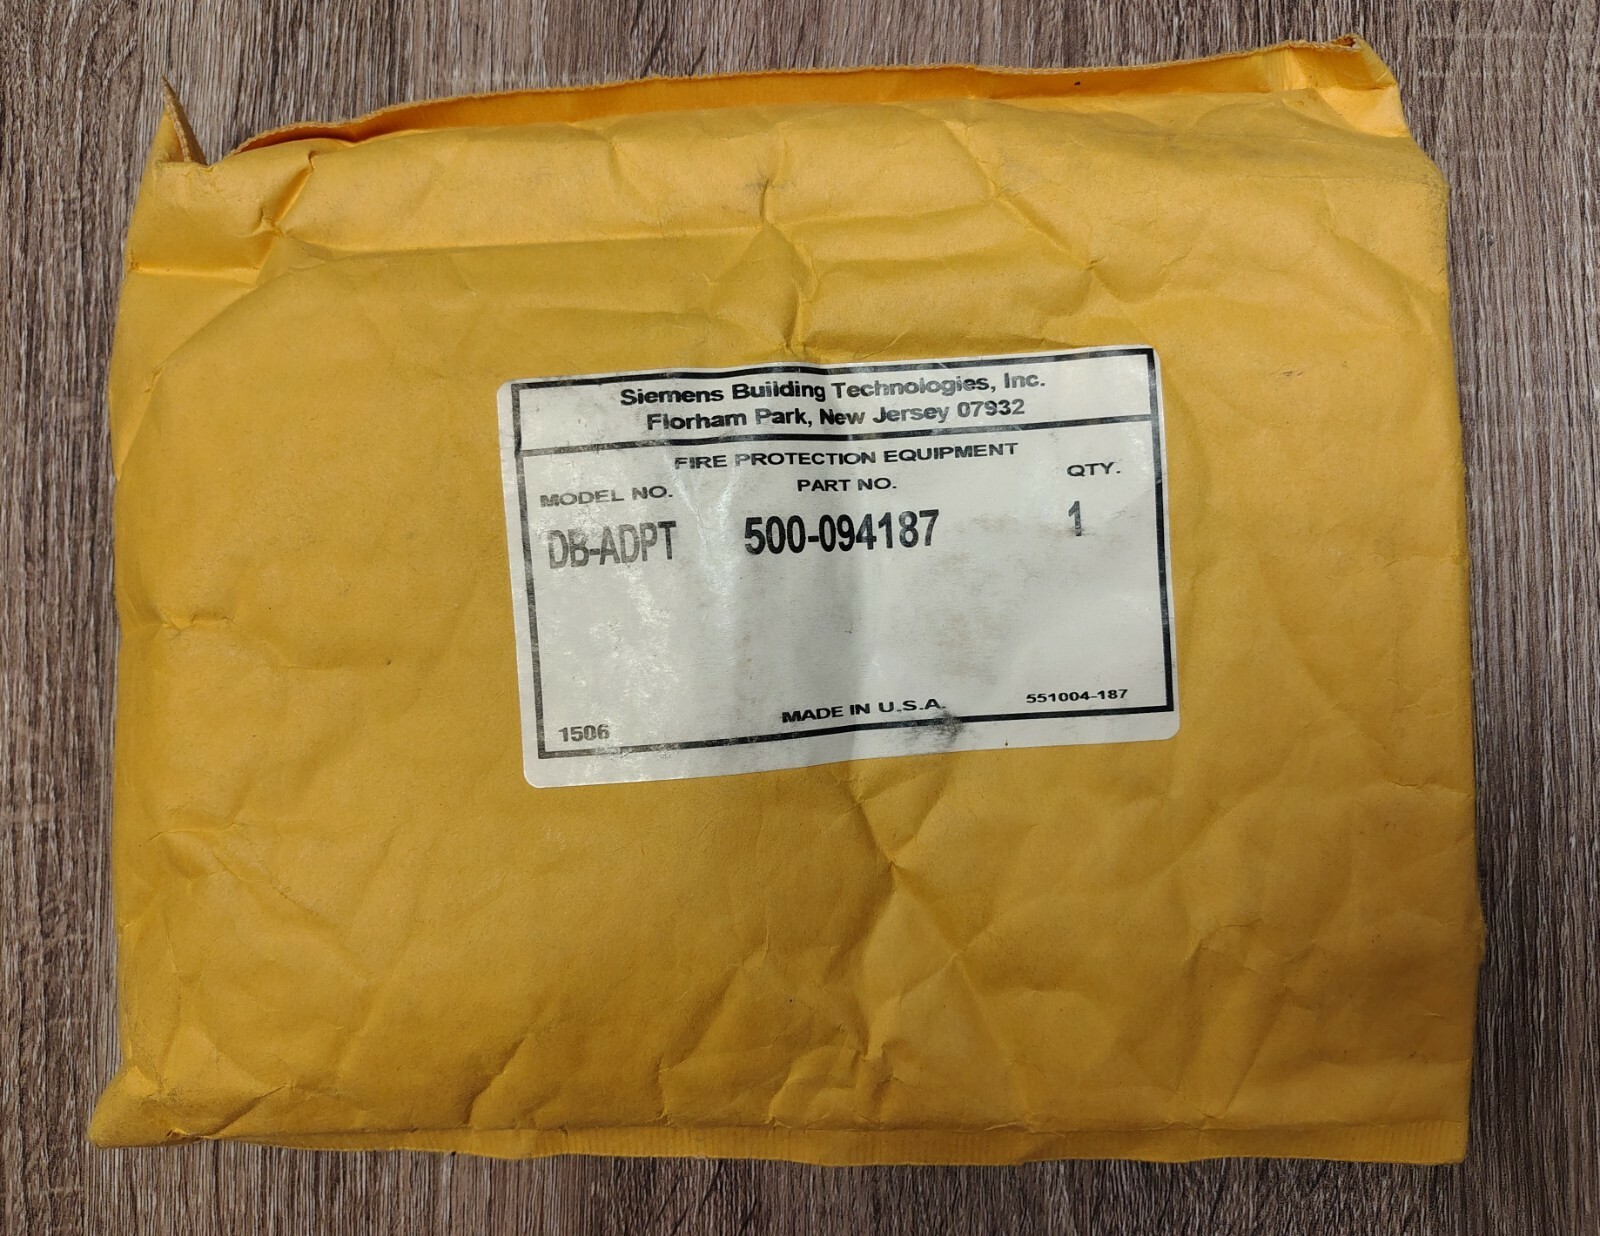 Siemens Building Technologies, Inc.
Florham Park, New Jersey 07932
FIRE PROTECTION EQUIPMENT
MODEL NO. PART NO. QTY.
DB-ADPT 500-094187 1
1506 MADE IN U.S.A. 551004-187